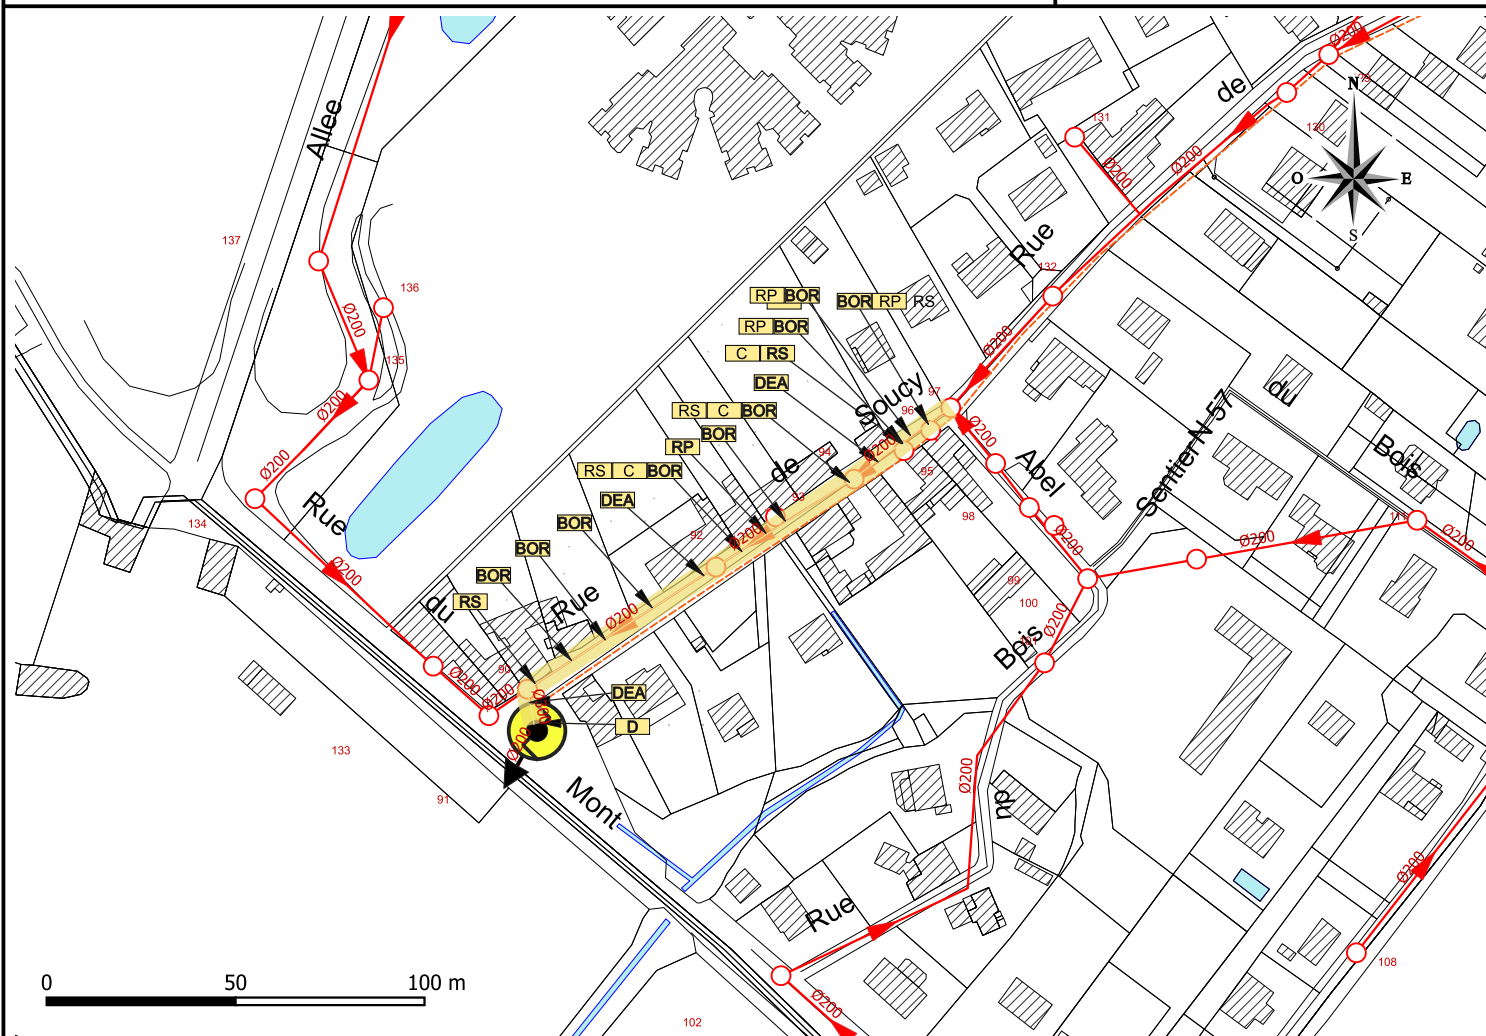 Ø200
de
N
O
E
S
131
130
Ø200
Ø200
Allee
137
Rue
132
136
Ø200
135
Ø200
RP BOR
BOR RP RS
RP BOR
C RS
DEA
Ø200
97
Soucy
96
RS C BOR
BOR
RP
Ø200
94
95
de
93
RS C BOR
DEA
BOR
92
Ø200
BOR
BOR
RS
Ø200
Ø200
Abel
98
Sentier N 57
du
Bois
Ø200
Rue
134
Ø200
Ø200
Ø200
Ø200
99
100
Ø200
Bois
du
Rue
Ø200
90
Ø200
Ø200
DEA
D
Ø200
133
91
Mont
Ø200
du
Rue
Ø200
108
0 50 100 m
Ø200
102